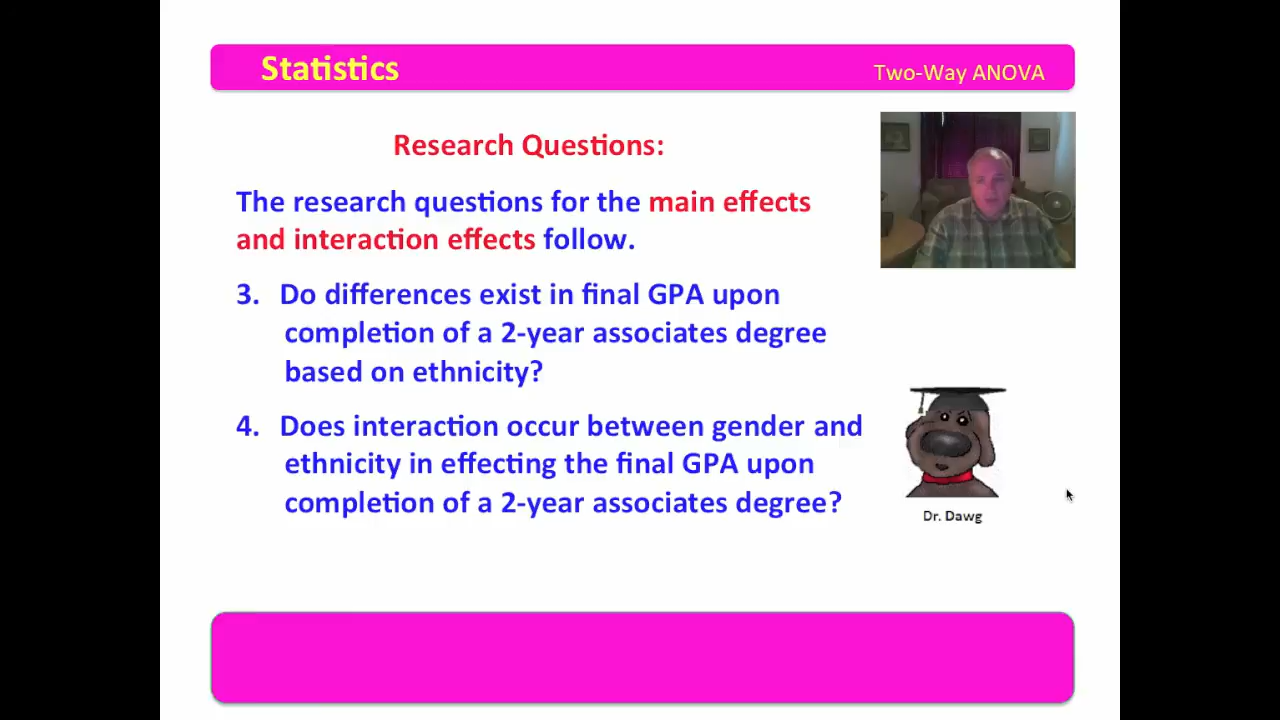 Statistics
Two-Way ANOVA
Research Questions:
The research questions for the main effects
and interaction effects follow.
3. Do differences exist in final GPA upon
completion of a 2-year associates degree
based on ethnicity?
4. Does interaction occur between gender and
ethnicity in effecting the final GPA upon
completion of a 2-year associates degree?
Dr. Dawg